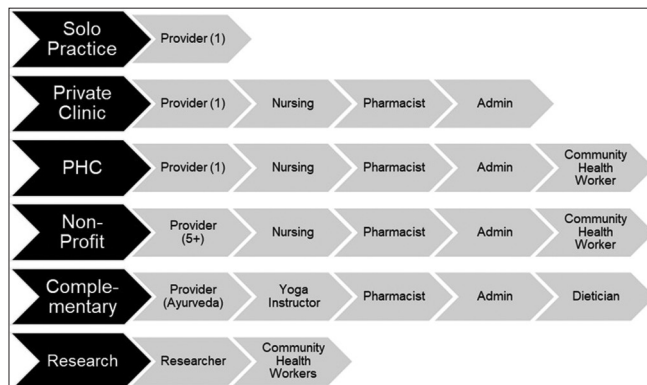 Solo
Practice
Provider (1)
Private
Clinic
Provider (1)
Nursing
Pharmacist
Admin
PHC
Provider (1)
Nursing
Pharmacist
Admin
Community
Health
Worker
Non-
Profit
Provider
(5+)
Nursing
Pharmacist
Admin
Community
Health
Worker
Comple-
mentary
Provider
(Ayurveda)
Yoga
Instructor
Pharmacist
Admin
Dietician
Research
Researcher
Community
Health
Workers